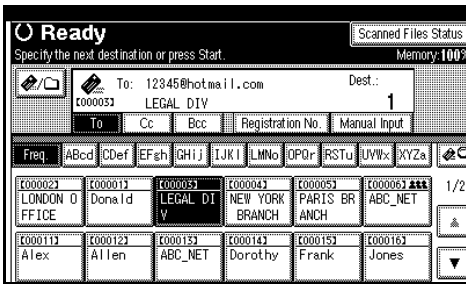 Ready
Scanned Files Status
Specify the next destination or press Start.
Memory:100%
To: 12345@hotmail.com
Dest.:
[00003]
LEGAL DIV
1
To
Cc
Bcc
Registration No.
Manual Input
Freq.
ABcd
CDef
EFgh
GHij
IJKl
LMNo
OPQr
RSTu
UVWx
XYZa
[00002]
[00001]
[00003]
[00004]
[00005]
[00006]
1/2
LONDON O
FFICE
Donald
LEGAL DI
V
NEW YORK
BRANCH
PARIS BR
ANCH
ABC_NET
[00011]
[00012]
[00013]
[00014]
[00015]
[00016]
Alex
Allen
ABC_NET
Dorothy
Frank
Jones